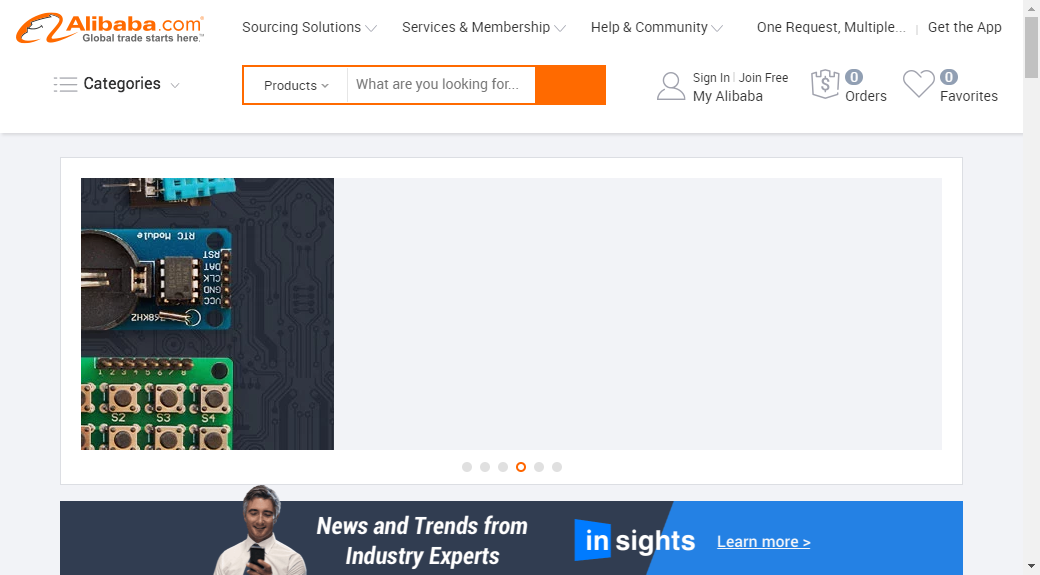 Alibaba.com
Global trade starts here.™
Sourcing Solutions
Services & Membership
Help & Community
One Request, Multiple...
Get the App
Categories
Products
What are you looking for...
Sign In
Join Free
My Alibaba
0
Orders
0
Favorites
RTC Module
RST
DAT
CLK
GND
VCC
768KHZ
1 2 3 4 5 6 7 8
S2 S3 S4
News and Trends from
Industry Experts
in sights
Learn more >